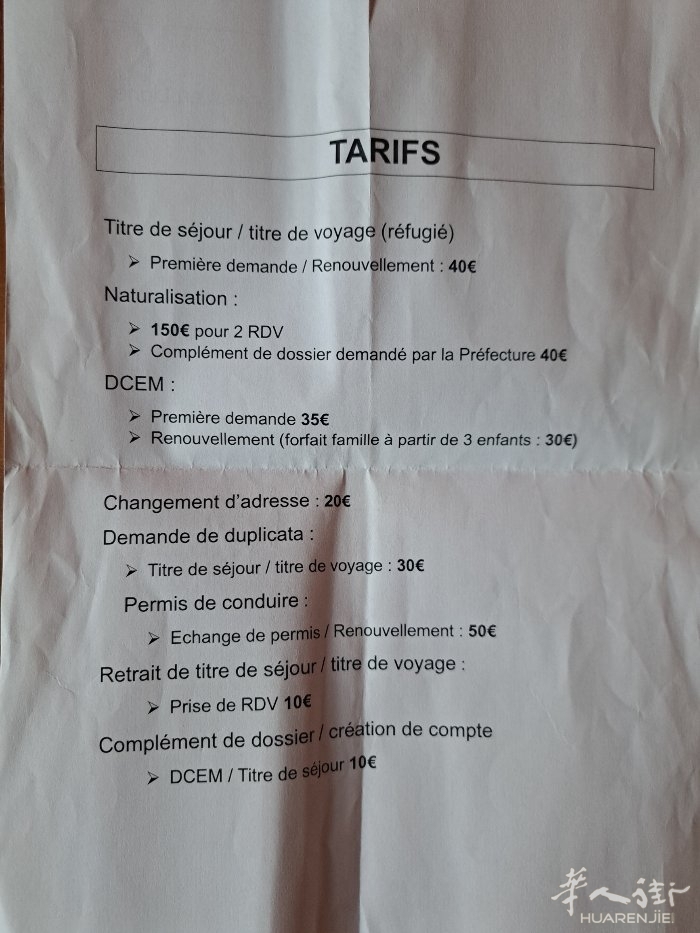 TARIFS
Titre de séjour / titre de voyage (réfugié)
➢ Première demande / Renouvellement : 40€
Naturalisation :
➢ 150€ pour 2 RDV
➢ Complément de dossier demandé par la Préfecture 40€
DCEM :
➢ Première demande 35€
➢ Renouvellement (forfait famille à partir de 3 enfants : 30€)
Changement d'adresse : 20€
Demande de duplicata :
➢ Titre de séjour / titre de voyage : 30€
Permis de conduire :
➢ Echange de permis / Renouvellement : 50€
Retrait de titre de séjour / titre de voyage :
➢ Prise de RDV 10€
Complément de dossier / création de compte
➢ DCEM / Titre de séjour 10€
華人街
HUARENJIE